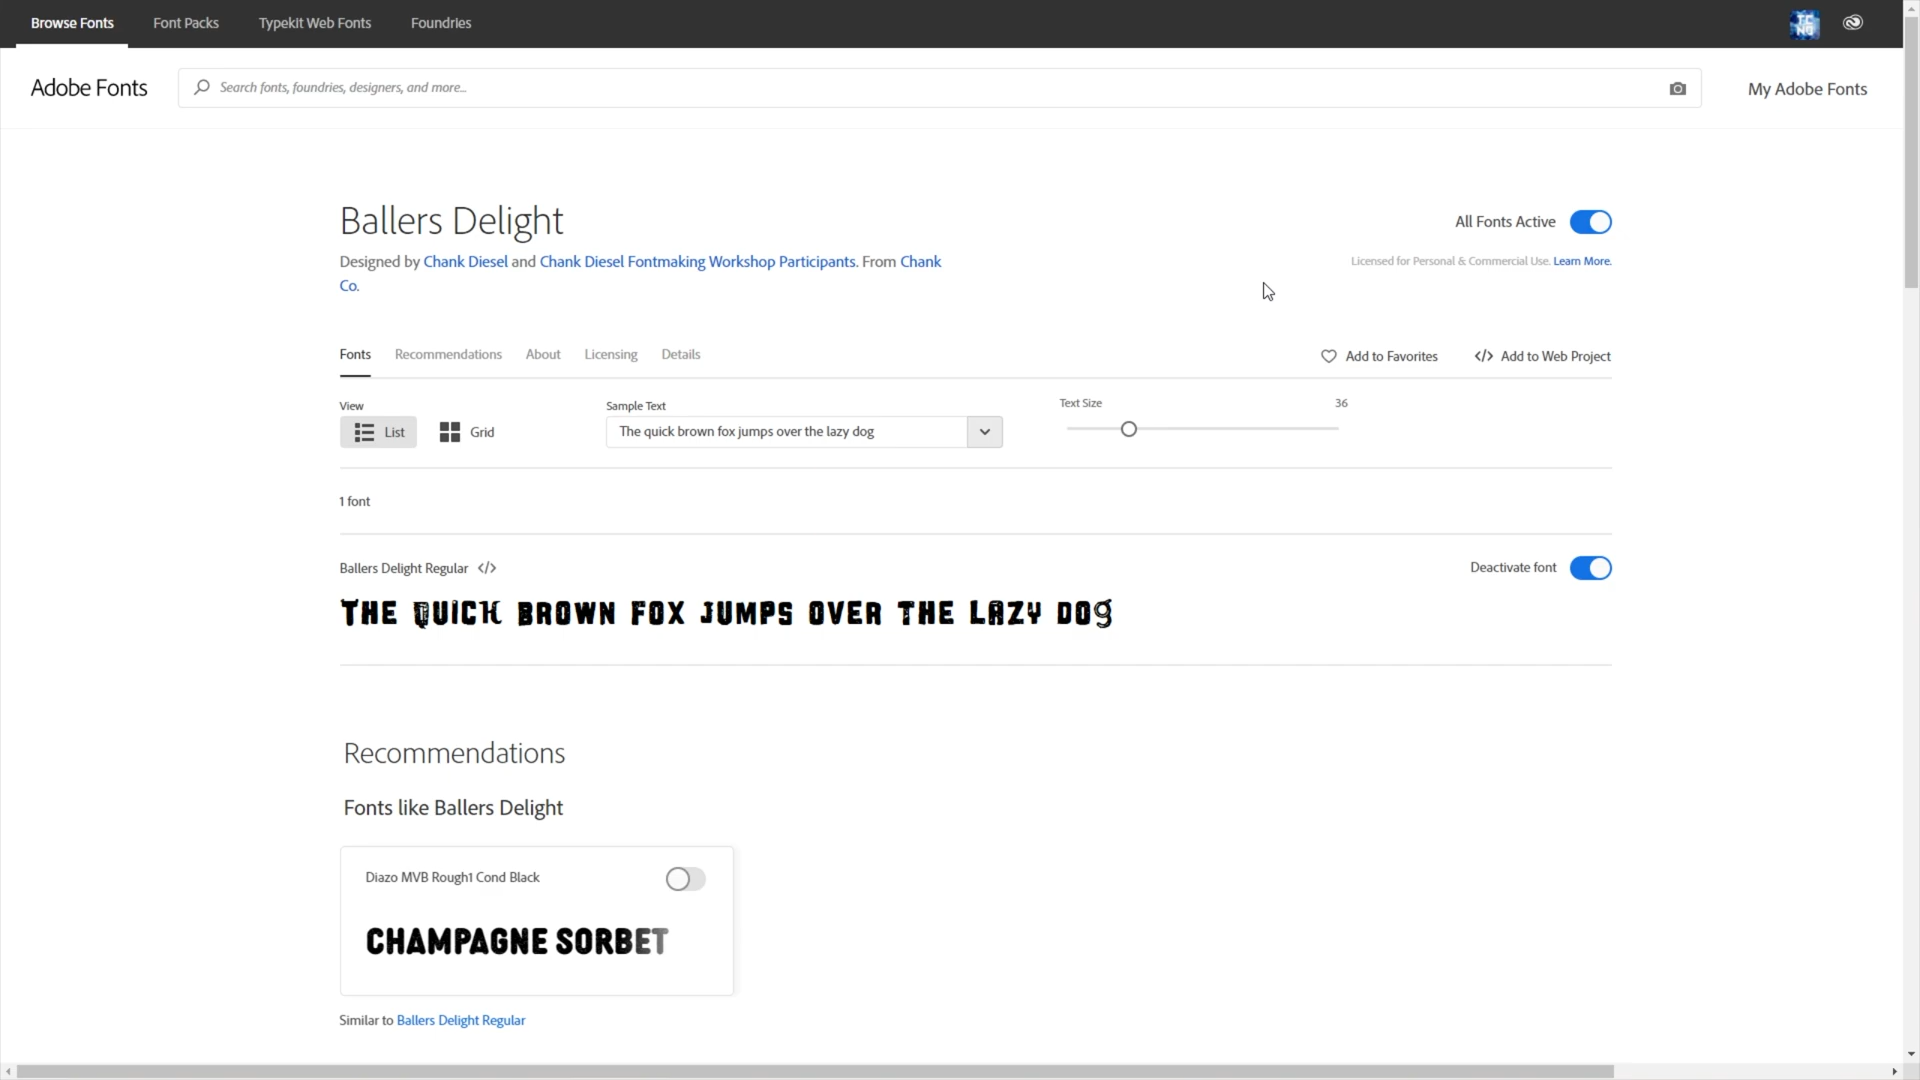 Browse Fonts Font Packs Typekit Web Fonts Foundries
Adobe Fonts Search fonts, foundries, designers, and more... My Adobe Fonts
Ballers Delight
All Fonts Active
Designed by Chank Diesel and Chank Diesel Fontmaking Workshop Participants. From Chank
Co.
Licensed for Personal & Commercial Use. Learn More.
Fonts Recommendations About Licensing Details
Add to Favorites </> Add to Web Project
View
List Grid
Sample Text
The quick brown fox jumps over the lazy dog
Text Size 36
1 font
Ballers Delight Regular </>
Deactivate font
THE QUICK BROWN FOX JUMPS OVER THE LAZY DOg
Recommendations
Fonts like Ballers Delight
Diazo MVB Rough1 Cond Black
CHAMPAGNE SORBET
Similar to Ballers Delight Regular